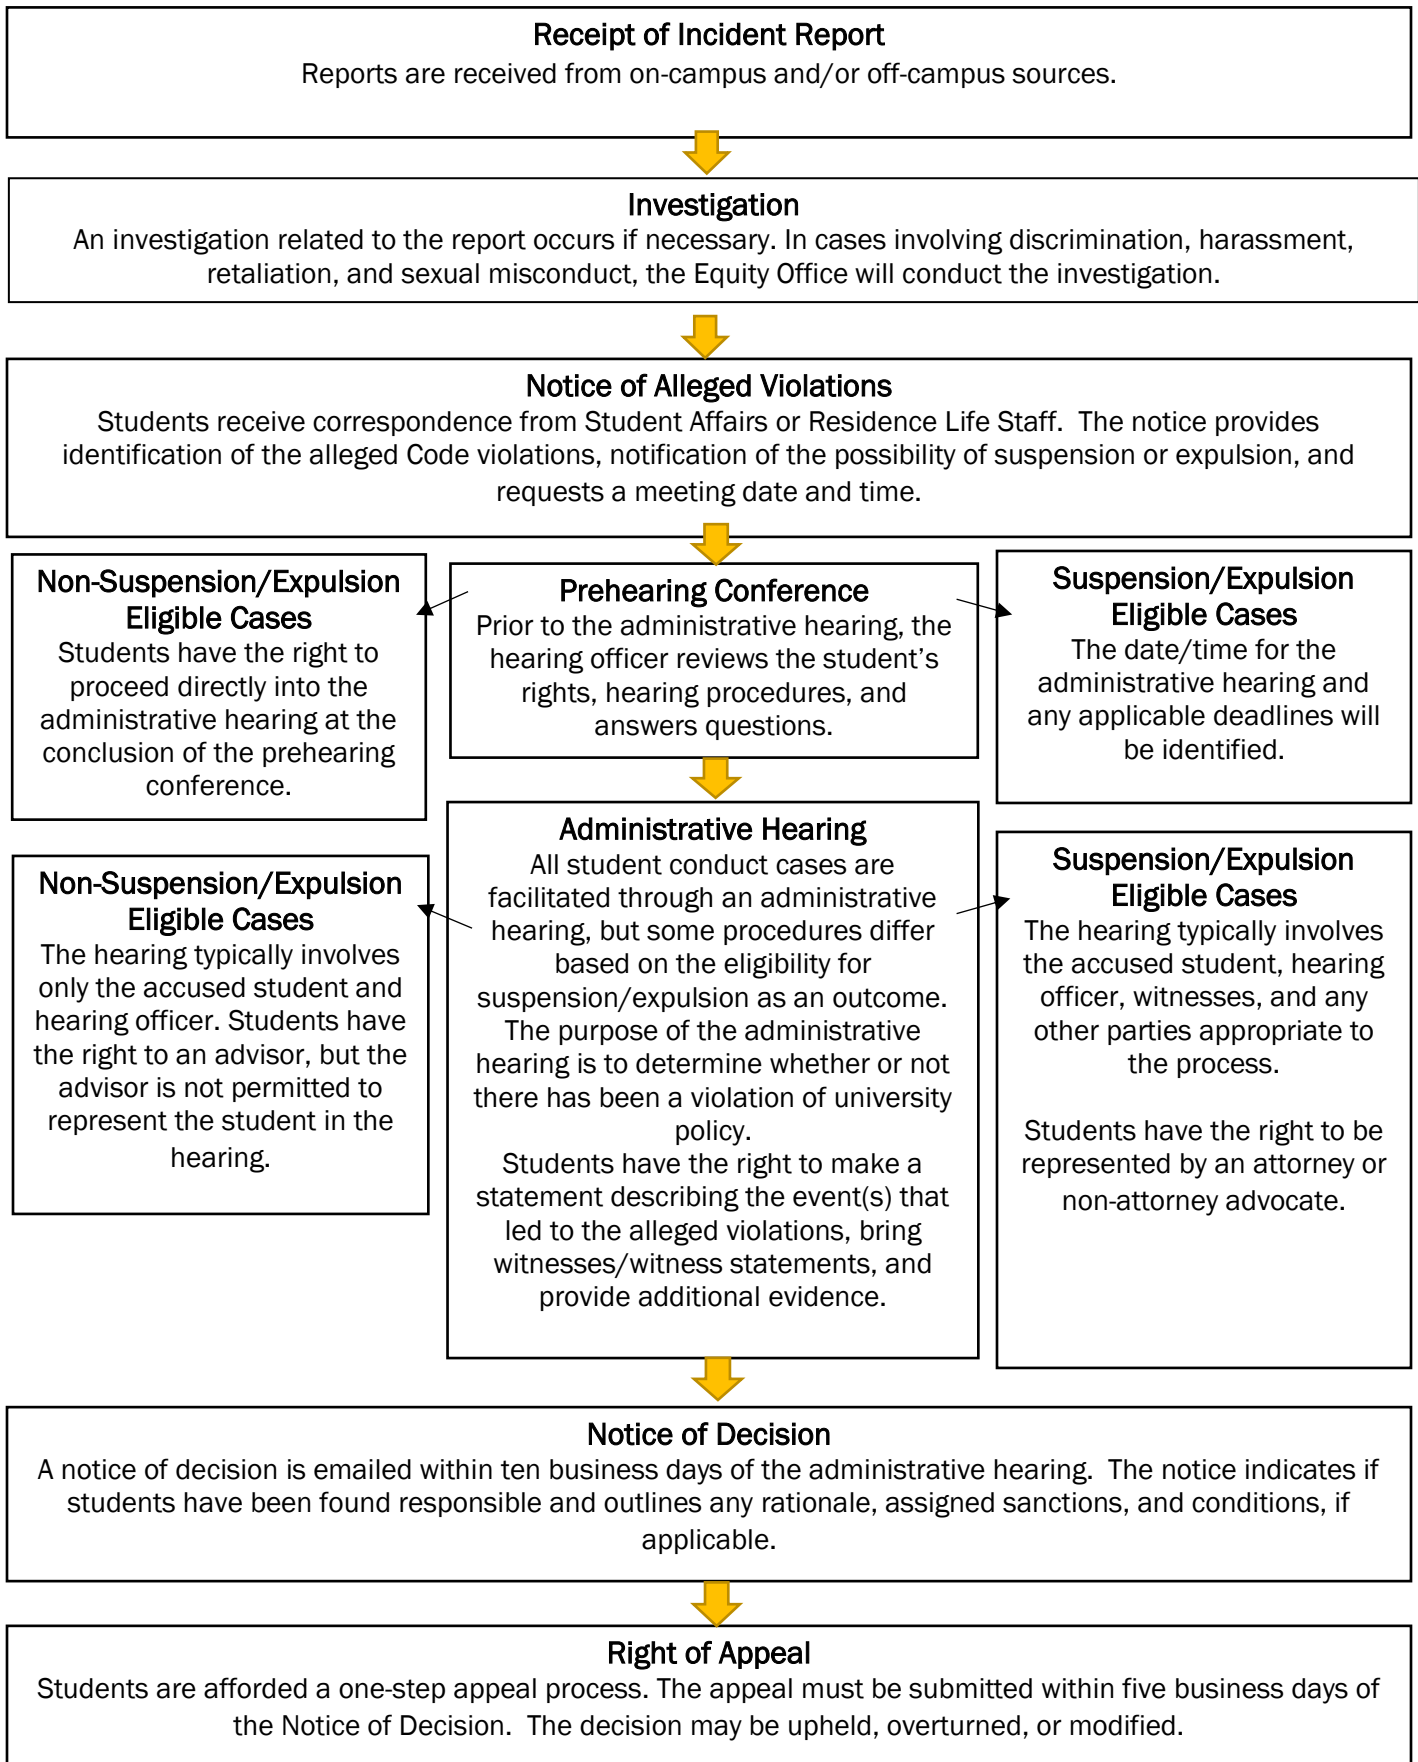 Receipt of Incident Report
Reports are received from on-campus and/or off-campus sources.
Investigation
An investigation related to the report occurs if necessary. In cases involving discrimination, harassment,
retaliation, and sexual misconduct, the Equity Office will conduct the investigation.
Notice of Alleged Violations
Students receive correspondence from Student Affairs or Residence Life Staff.  The notice provides
identification of the alleged Code violations, notification of the possibility of suspension or expulsion, and
requests a meeting date and time.
Non-Suspension/Expulsion
Eligible Cases
Students have the right to
proceed directly into the
administrative hearing at the
conclusion of the prehearing
conference.
Prehearing Conference
Prior to the administrative hearing, the
hearing officer reviews the student’s
rights, hearing procedures, and
answers questions.
Suspension/Expulsion
Eligible Cases
The date/time for the
administrative hearing and
any applicable deadlines will
be identified.
Non-Suspension/Expulsion
Eligible Cases
The hearing typically involves
only the accused student and
hearing officer. Students have
the right to an advisor, but the
advisor is not permitted to
represent the student in the
hearing.
Administrative Hearing
All student conduct cases are
facilitated through an administrative
hearing, but some procedures differ
based on the eligibility for
suspension/expulsion as an outcome.
The purpose of the administrative
hearing is to determine whether or not
there has been a violation of university
policy.
Students have the right to make a
statement describing the event(s) that
led to the alleged violations, bring
witnesses/witness statements, and
provide additional evidence.
Suspension/Expulsion
Eligible Cases
The hearing typically involves
the accused student, hearing
officer, witnesses, and any
other parties appropriate to
the process.
Students have the right to be
represented by an attorney or
non-attorney advocate.
Notice of Decision
A notice of decision is emailed within ten business days of the administrative hearing.  The notice indicates if
students have been found responsible and outlines any rationale, assigned sanctions, and conditions, if
applicable.
Right of Appeal
Students are afforded a one-step appeal process. The appeal must be submitted within five business days of
the Notice of Decision.  The decision may be upheld, overturned, or modified.